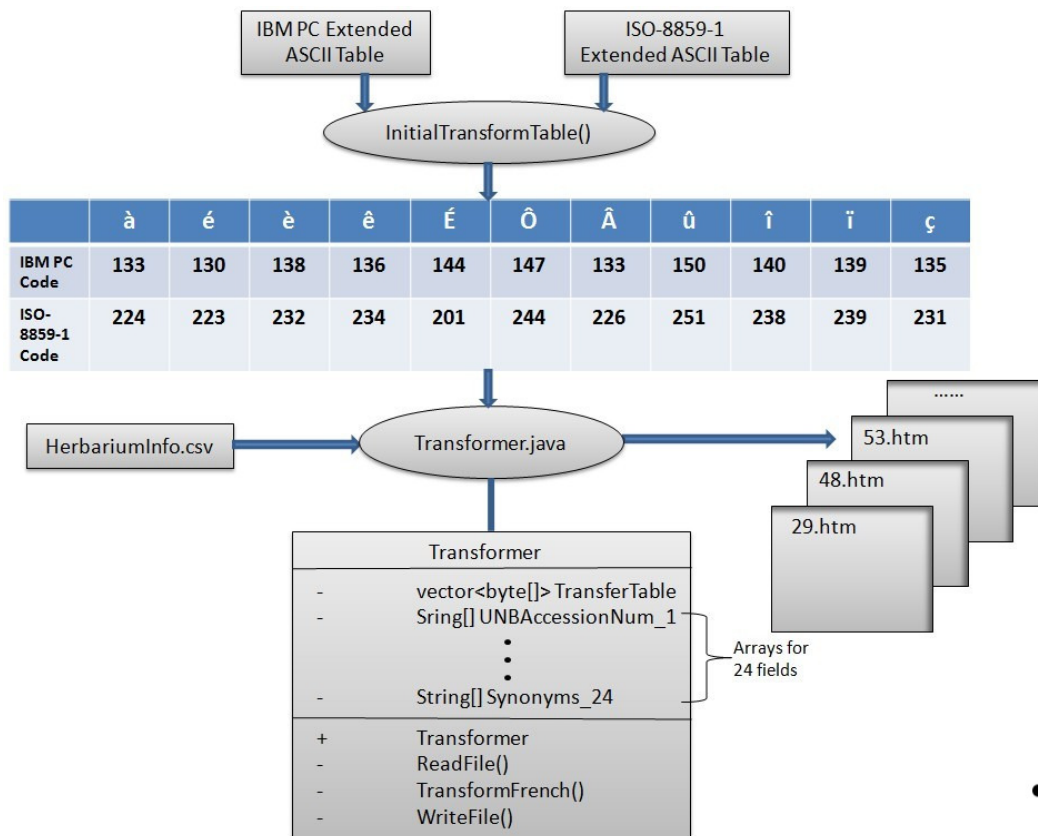 IBM PC Extended
ASCII Table
ISO-8859-1
Extended ASCII Table
InitialTransformTable()
à é è ê É Ô Â û î ï ç
IBM PC
Code
133 130 138 136 144 147 133 150 140 139 135
ISO-
8859-1
Code
224 223 232 234 201 244 226 251 238 239 231
HerbariumInfo.csv
Transformer.java
......
53.htm
48.htm
29.htm
Transformer
- vector<byte[]> TransferTable
- Sring[] UNBAccessionNum_1
- String[] Synonyms_24
Arrays for
24 fields
+ Transformer
- ReadFile()
- TransformFrench()
- WriteFile()